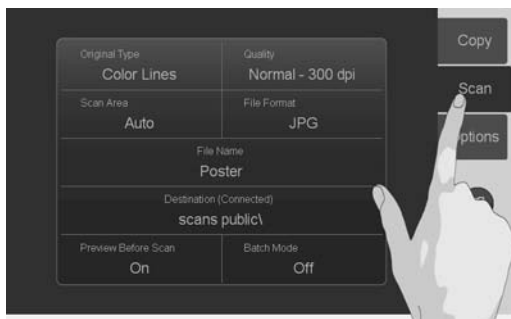 Copy
Original Type
Quality
Color Lines
Normal - 300 dpi
Scan
Scan Area
File Format
Auto
JPG
ptions
File Name
Poster
Destination (Connected)
scans public\
Preview Before Scan
Batch Mode
On
Off